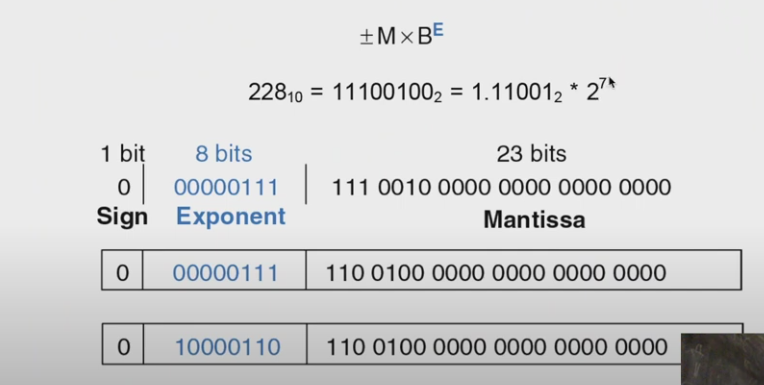 ±M×B^E
228₁₀ = 11100100₂ = 1.11001₂ * 2⁷
1 bit 8 bits 23 bits
0 00000111 111 0010 0000 0000 0000 0000
Sign Exponent Mantissa
0 00000111 110 0100 0000 0000 0000 0000
0 10000110 110 0100 0000 0000 0000 0000